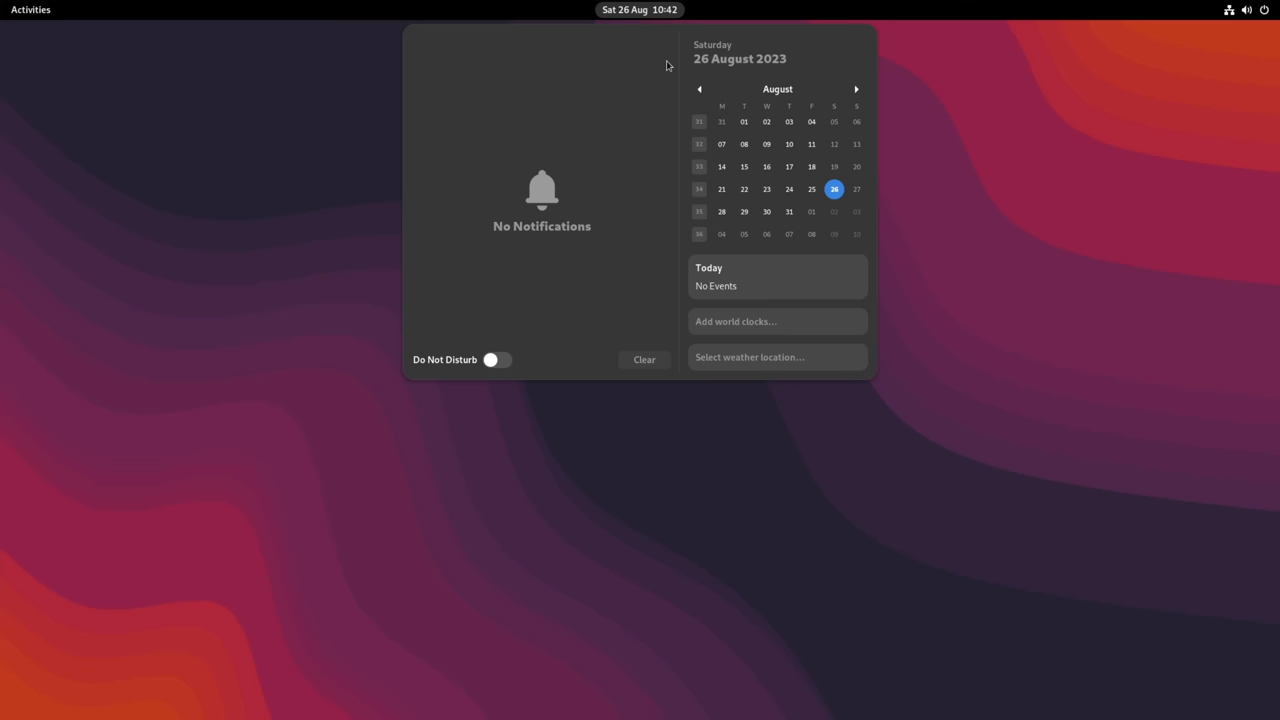 Activities
Sat 26 Aug 10:42
Saturday
26 August 2023
August
M T W T F S S
31 31 01 02 03 04 05 06
32 07 08 09 10 11 12 13
33 14 15 16 17 18 19 20
34 21 22 23 24 25 26 27
35 28 29 30 31 01 02 03
36 04 05 06 07 08 09 10
No Notifications
Today
No Events
Add world clocks...
Select weather location...
Do Not Disturb
Clear